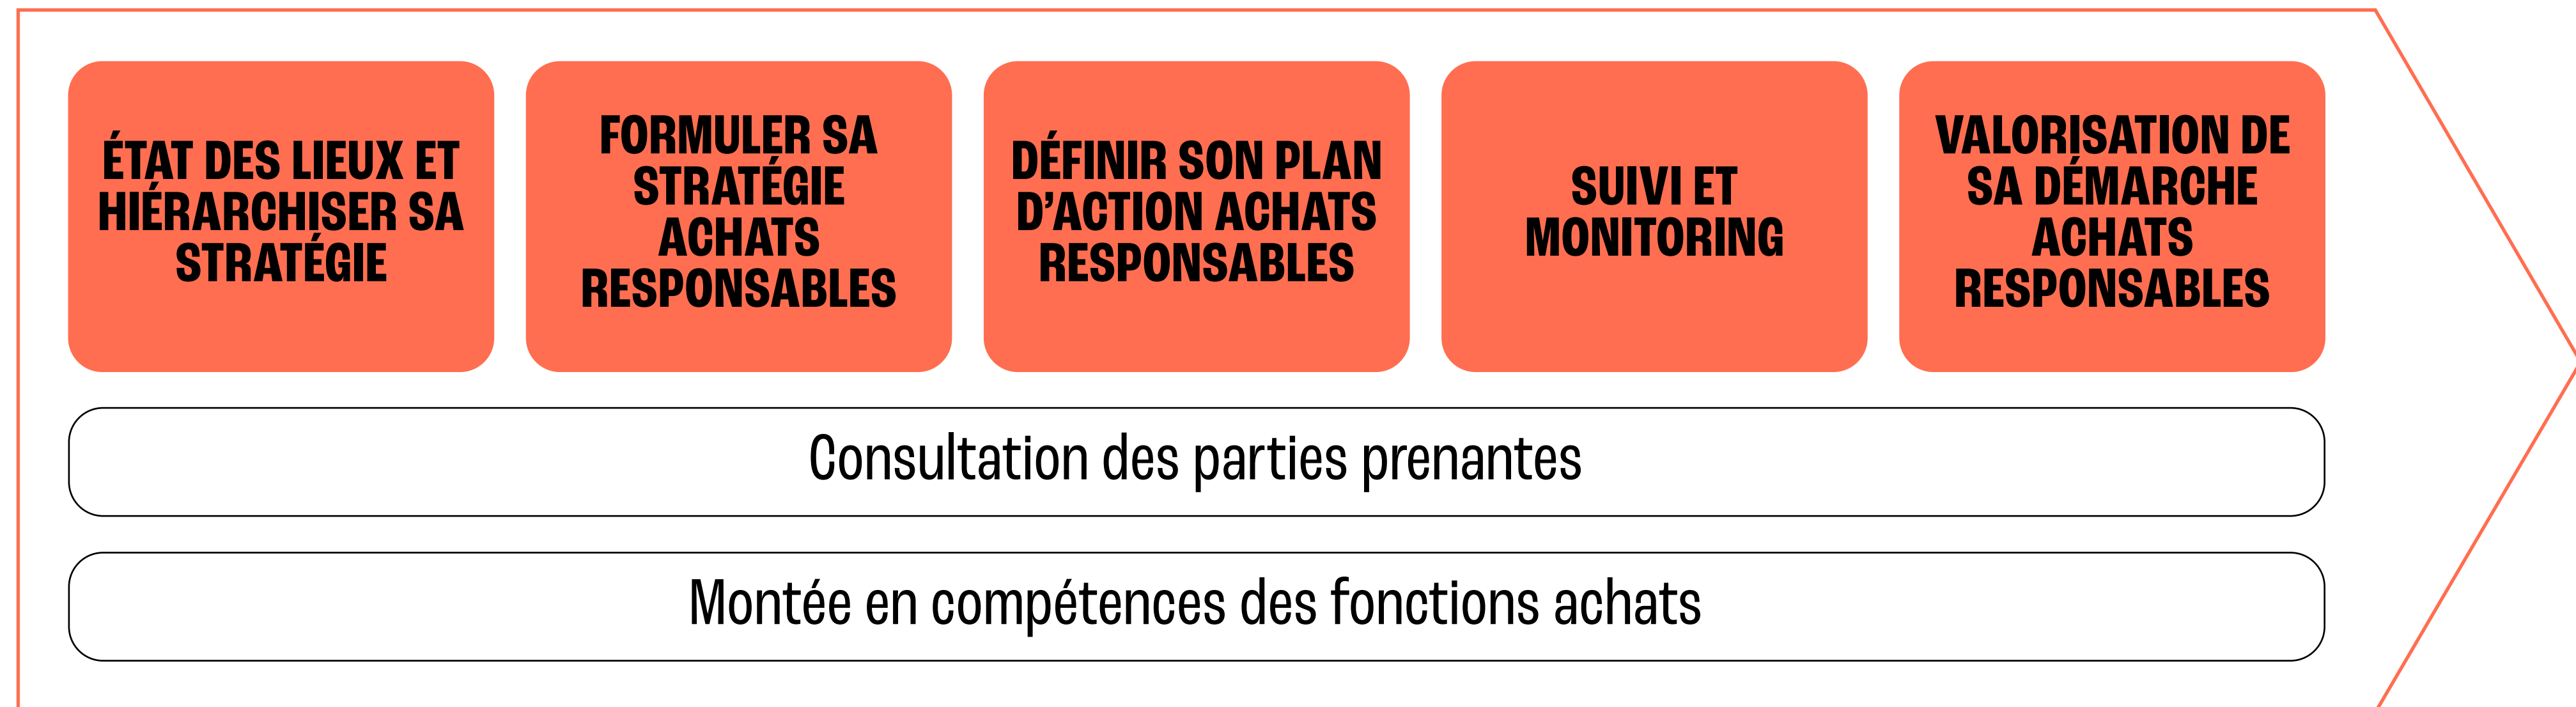 ÉTAT DES LIEUX ET
HIÉRARCHISER SA
STRATÉGIE
FORMULER SA
STRATÉGIE
ACHATS
RESPONSABLES
DÉFINIR SON PLAN
D’ACTION ACHATS
RESPONSABLES
SUIVI ET
MONITORING
VALORISATION DE
SA DÉMARCHE
ACHATS
RESPONSABLES
Consultation des parties prenantes
Montée en compétences des fonctions achats